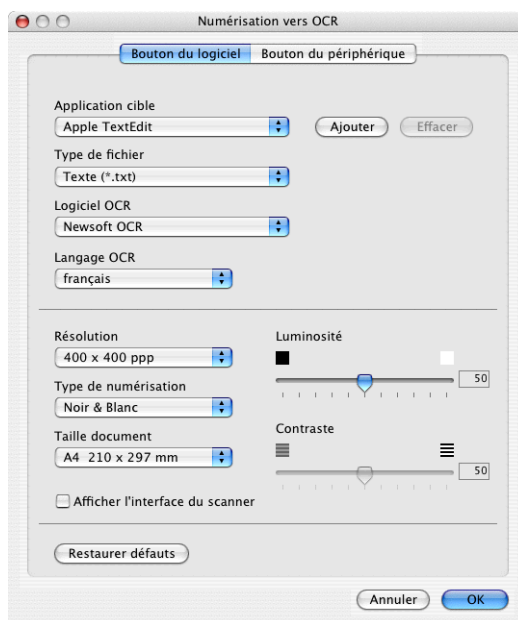 Numérisation vers OCR
Bouton du logiciel Bouton du périphérique
Application cible
Apple TextEdit Ajouter Effacer
Type de fichier
Texte (*.txt)
Logiciel OCR
Newsoft OCR
Langage OCR
français
Résolution
400 x 400 ppp
Type de numérisation
Noir & Blanc
Taille document
A4 210 x 297 mm
Afficher l'interface du scanner
Luminosité
50
Contraste
50
Restaurer défauts
Annuler OK